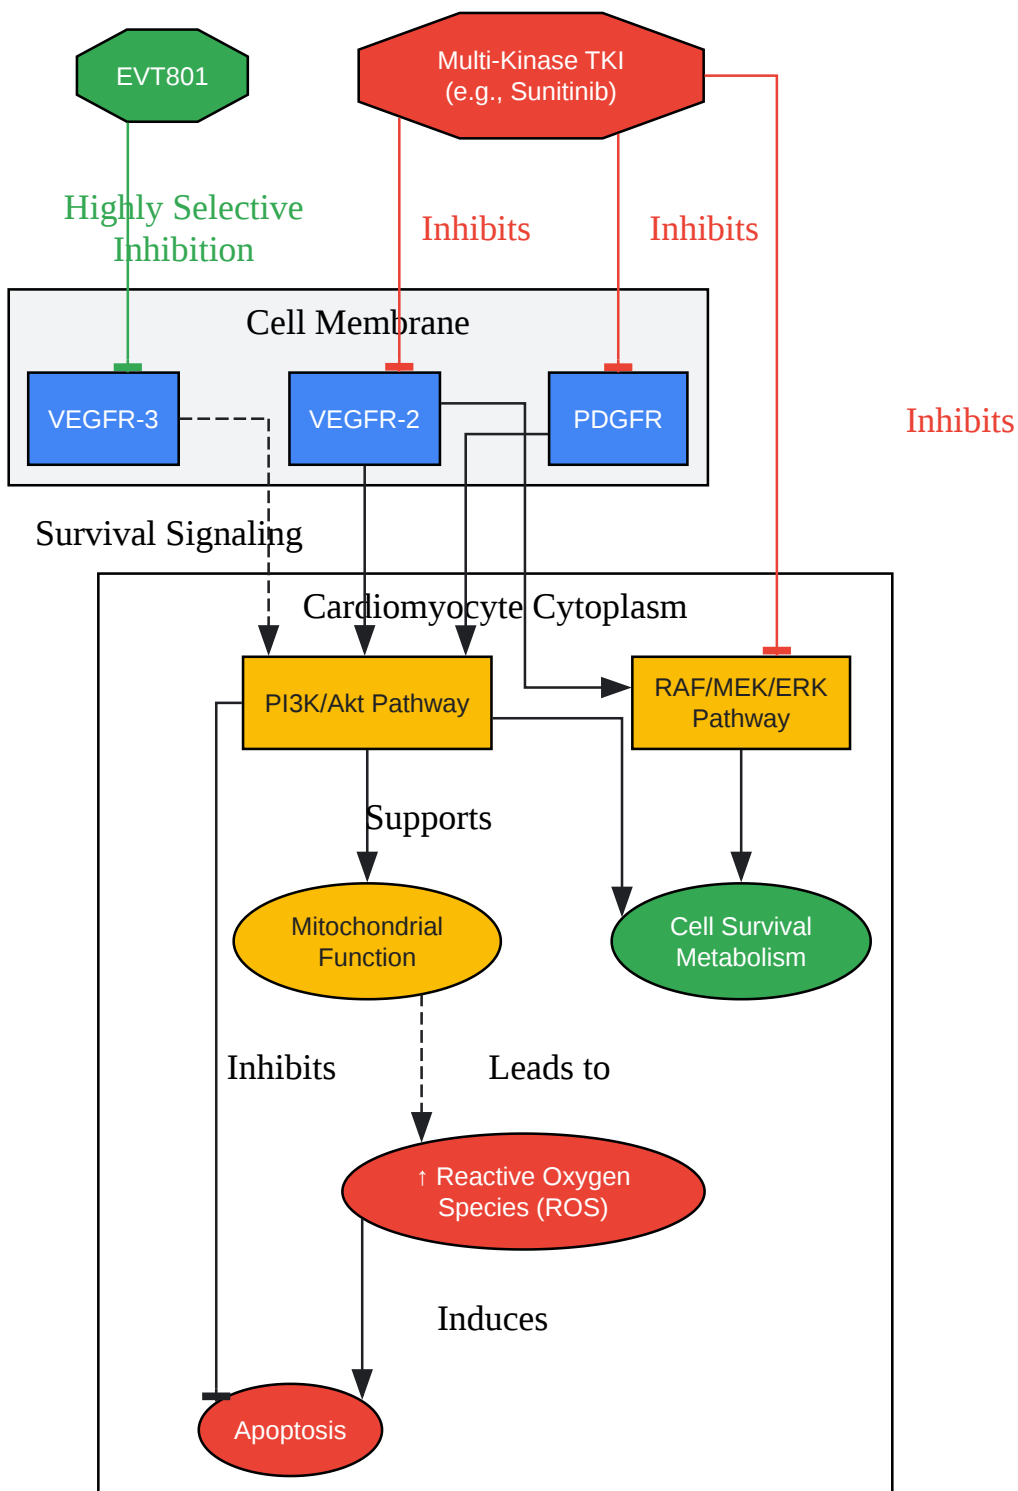 EVT801
Multi-Kinase TKI
(e.g., Sunitinib)
Highly Selective
Inhibition
Inhibits
Inhibits
Cell Membrane
VEGFR-3
VEGFR-2
PDGFR
Inhibits
Survival Signaling
Cardiomyocyte Cytoplasm
PI3K/Akt Pathway
RAF/MEK/ERK
Pathway
Supports
Mitochondrial
Function
Cell Survival
Metabolism
Inhibits
Leads to
↑ Reactive Oxygen
Species (ROS)
Induces
Apoptosis